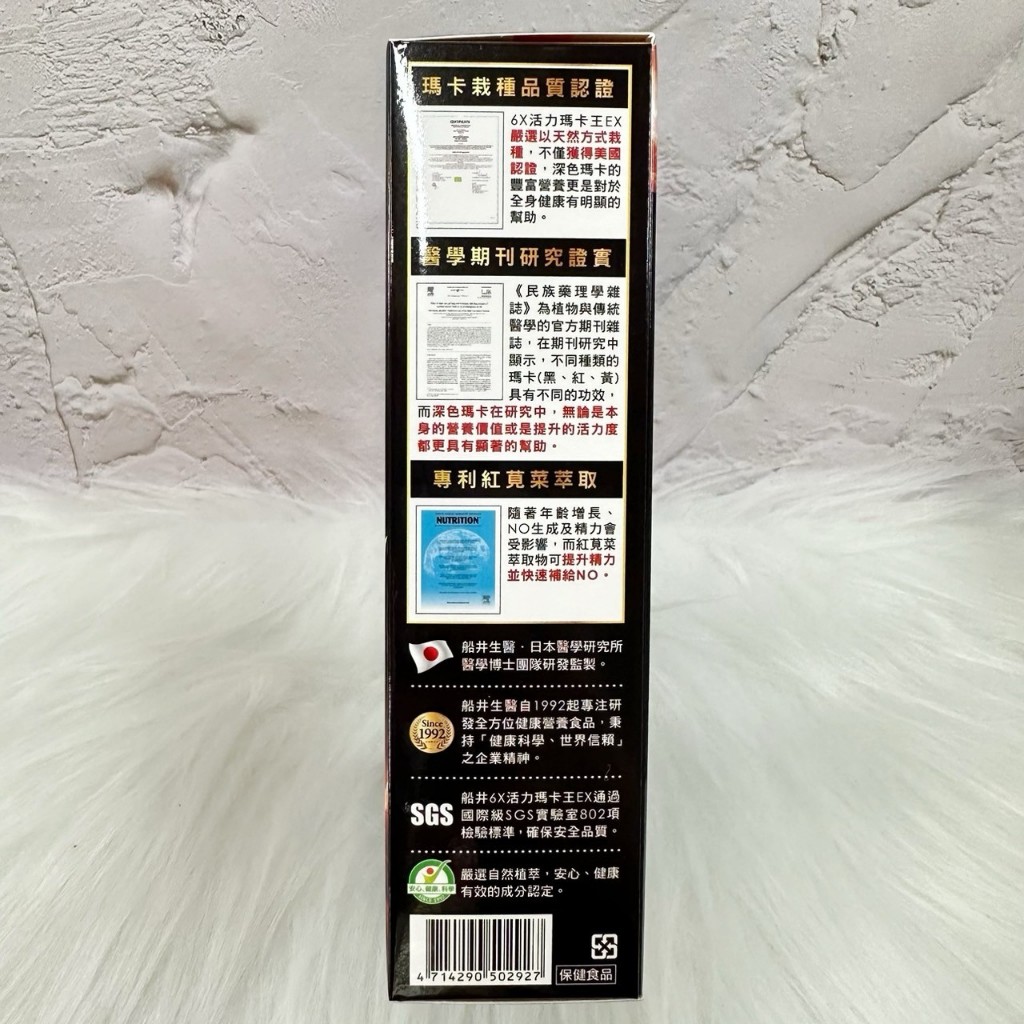 瑪卡栽種品質認證
6X活力瑪卡王EX
嚴選以天然方式栽
種，不僅獲得美國
認證，深色瑪卡的
豐富營養更是對於
全身健康有明顯的
幫助。
醫學期刊研究證實
《民族藥理學雜
誌》為植物與傳統
醫學的官方期刊雜
誌，在期刊研究中
顯示，不同種類的
瑪卡(黑、紅、黃)
具有不同的功效，
而深色瑪卡在研究中，無論是本
身的營養價值或是提升的活力度
都更具有顯著的幫助。
專利紅莧菜萃取
NUTRITION
隨著年齡增長、
NO生成及精力會
受影響，而紅莧菜
萃取物可提升精力
並快速補給NO。
船井生醫·日本醫學研究所
醫學博士團隊研發監製。
Since
1992
船井生醫自1992起專注研
發全方位健康營養食品，秉
持「健康科學、世界信賴」
之企業精神。
SGS
船井6X活力瑪卡王EX通過
國際級SGS實驗室802項
檢驗標準，確保安全品質。
安心.健康.科學
嚴選自然植萃，安心、健康
有效的成分認定。
4 714290 502927
保健食品